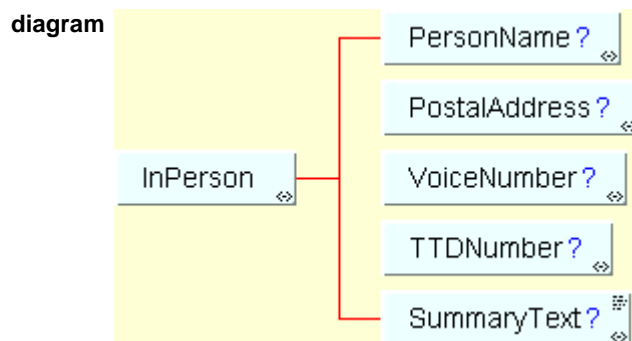 diagram
PersonName?
PostalAddress?
InPerson
VoiceNumber?
TTDNumber?
SummaryText?